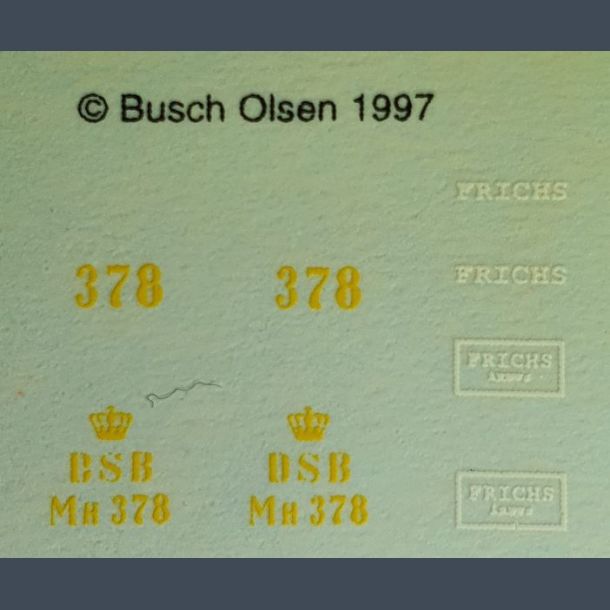 © Busch Olsen 1997
FRICHS
378 378 FRICHS
FRICHS
DSB DSB
MH 378 MH 378
FRICHS